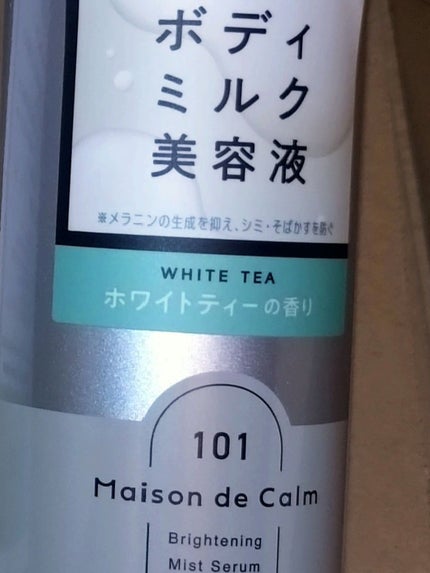 ボディ
ミルク
美容液
※メラニンの生成を抑え、シミ・そばかすを防ぐ
WHITE TEA
ホワイトティーの香り
101
Maison de Calm
Brightening
Mist Serum